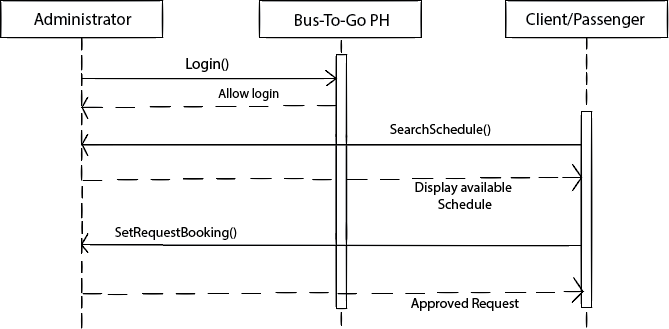 Administrator
Bus-To-Go PH
Client/Passenger
Login()
Allow login
SearchSchedule()
Display available
Schedule
SetRequestBooking()
Approved Request